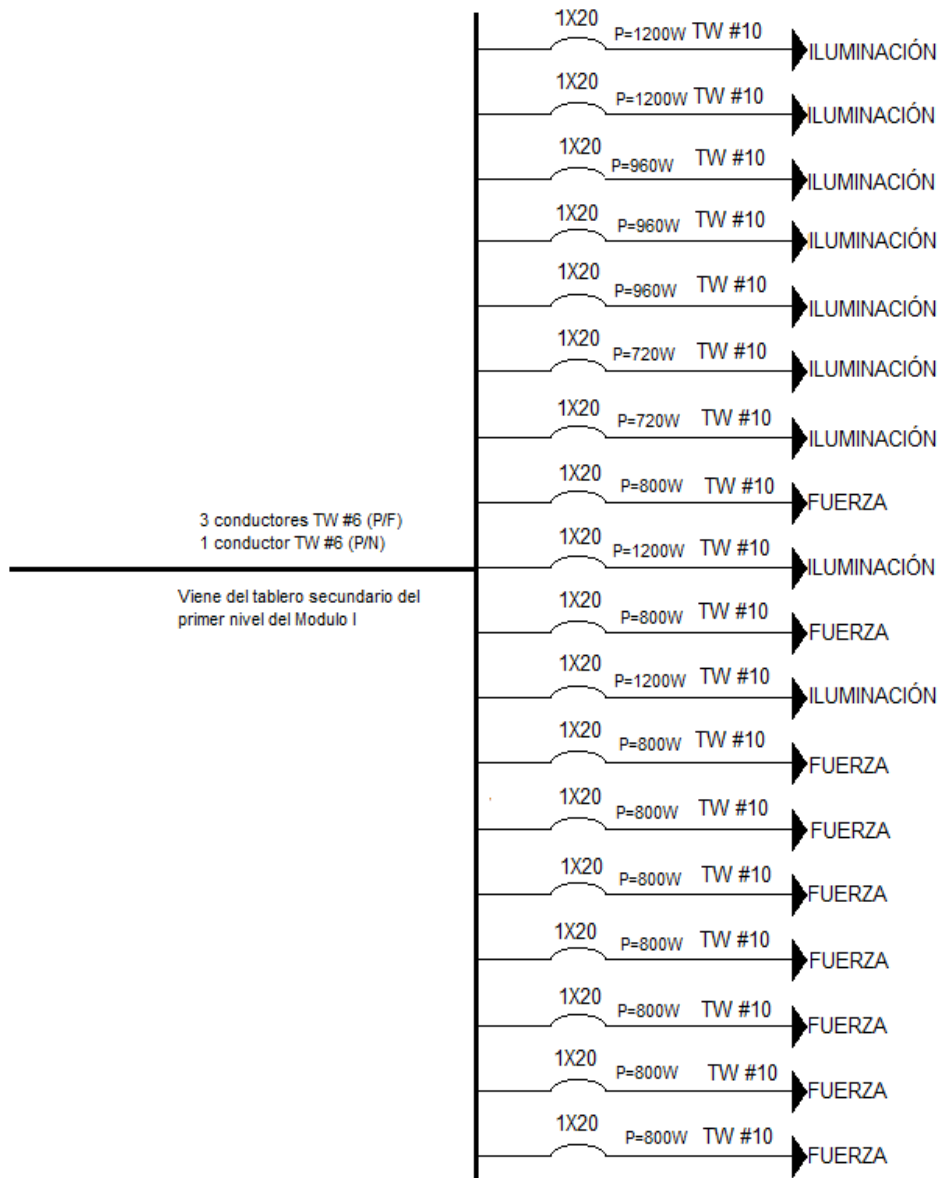 1X20 P=1200W TW #10 ILUMINACIÓN
1X20 P=1200W TW #10 ILUMINACIÓN
1X20 P=960W TW #10 ILUMINACIÓN
1X20 P=960W TW #10 ILUMINACIÓN
1X20 P=960W TW #10 ILUMINACIÓN
1X20 P=720W TW #10 ILUMINACIÓN
1X20 P=720W TW #10 ILUMINACIÓN
1X20 P=800W TW #10 FUERZA
3 conductores TW #6 (P/F)
1 conductor TW #6 (P/N)
Viene del tablero secundario del
primer nivel del Modulo I
1X20 P=1200W TW #10 ILUMINACIÓN
1X20 P=800W TW #10 FUERZA
1X20 P=1200W TW #10 ILUMINACIÓN
1X20 P=800W TW #10 FUERZA
1X20 P=800W TW #10 FUERZA
1X20 P=800W TW #10 FUERZA
1X20 P=800W TW #10 FUERZA
1X20 P=800W TW #10 FUERZA
1X20 P=800W TW #10 FUERZA
1X20 P=800W TW #10 FUERZA